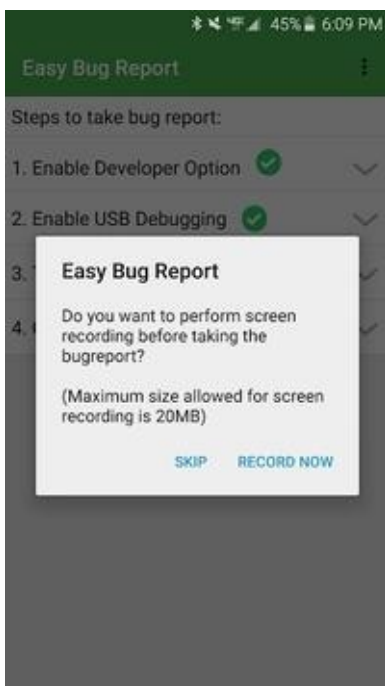 45% 6:09 PM
Easy Bug Report
Steps to take bug report:
1. Enable Developer Option
2. Enable USB Debugging
3.
4.
Easy Bug Report
Do you want to perform screen
recording before taking the
bugreport?
(Maximum size allowed for screen
recording is 20MB)
SKIP RECORD NOW